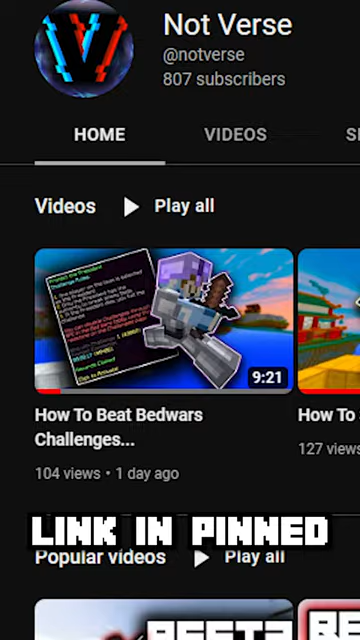 Not Verse
@notverse
807 subscribers
HOME
VIDEOS
Videos
Play all
9:21
How To Beat Bedwars
Challenges...
104 views • 1 day ago
How To
127 views
LINK IN PINNED
Popular videos
Play all